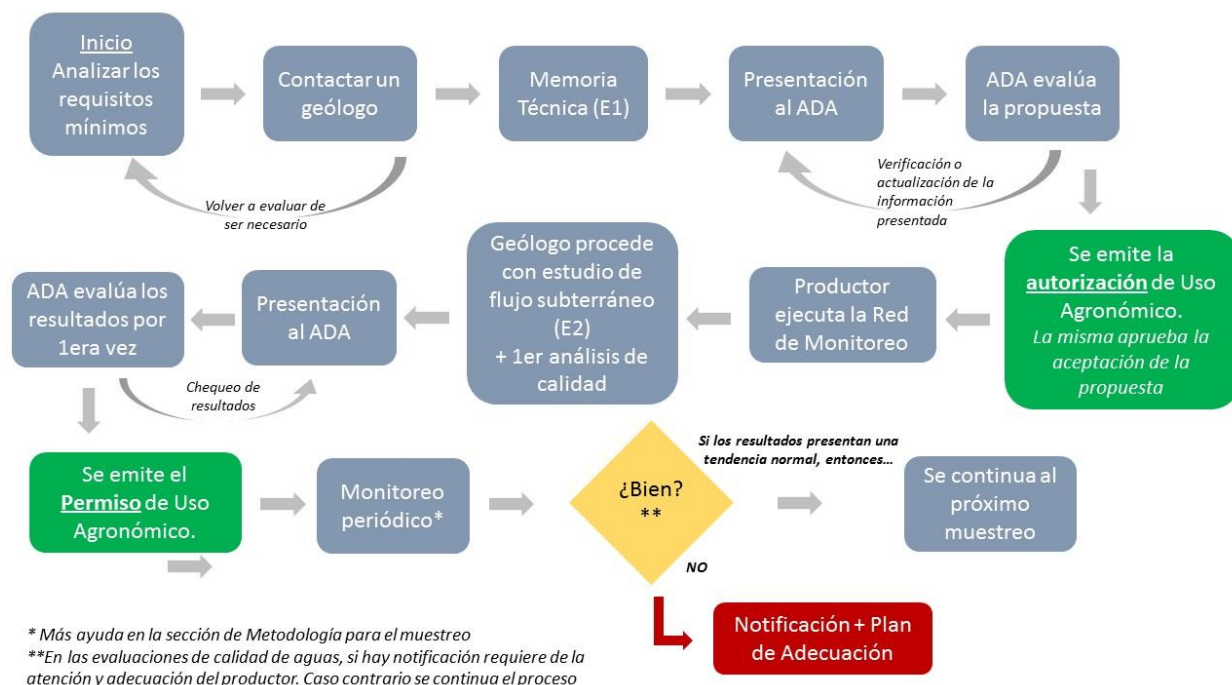 Inicio
Analizar los
requisitos
mínimos
Contactar un
geólogo
Memoria
Técnica (E1)
Presentación
al ADA
ADA evalúa
la propuesta
Volver a evaluar de
ser necesario
Verificación o
actualización de la
información
presentada
Se emite la
autorización de Uso
Agronómico.
La misma aprueba la
aceptación de la
propuesta
Productor
ejecuta la Red
de Monitoreo
Geólogo procede
con estudio de
flujo subterráneo
(E2)
+ 1er análisis de
calidad
Presentación
al ADA
ADA evalúa los
resultados por
1era vez
Chequeo de
resultados
Se emite el
Permiso de Uso
Agronómico.
Monitoreo
periódico*
¿Bien?
**
Si los resultados presentan una
tendencia normal, entonces...
Se continua al
próximo
muestreo
NO
Notificación + Plan
de Adecuación
* Más ayuda en la sección de Metodología para el muestreo
**En las evaluaciones de calidad de aguas, si hay notificación requiere de la
atención y adecuación del productor. Caso contrario se continua el proceso